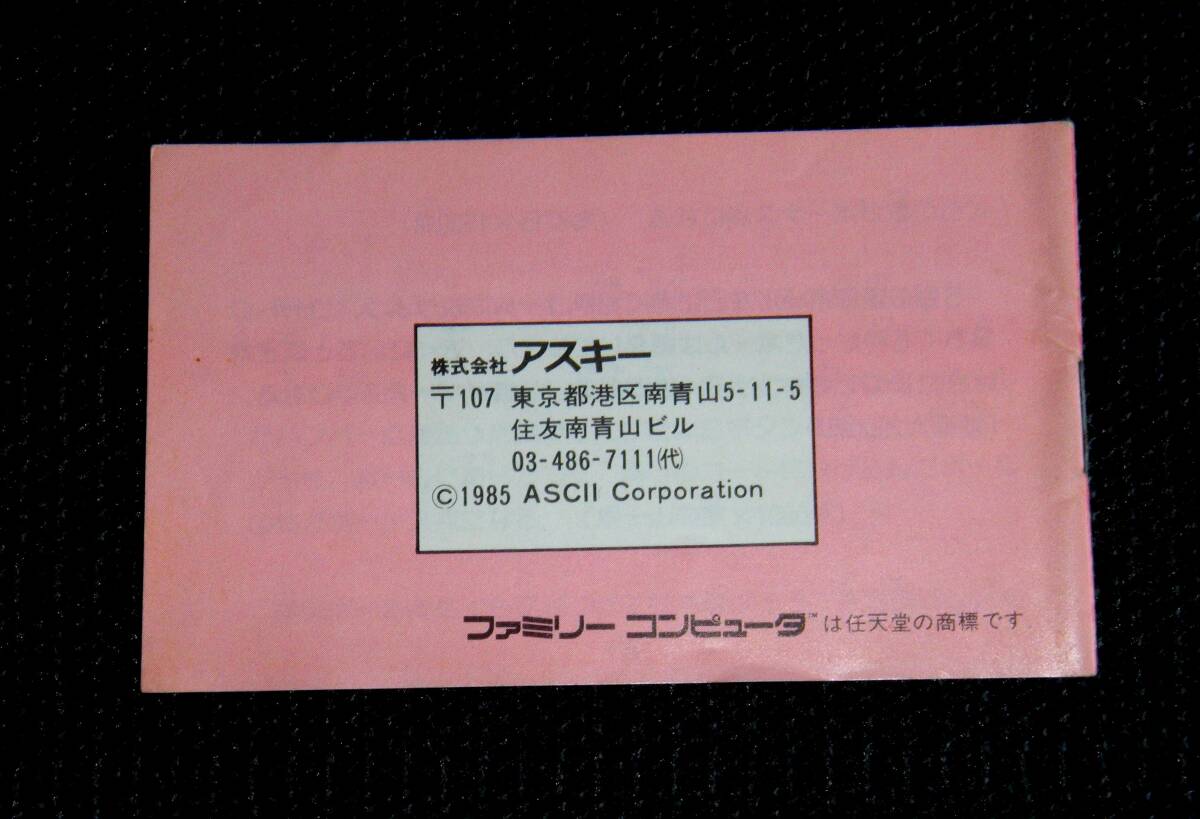 株式会社アスキー
〒107 東京都港区南青山5-11-5
住友南青山ビル
03-486-7111㈹
©1985 ASCII Corporation
ファミリーコンピュータ™は任天堂の商標です